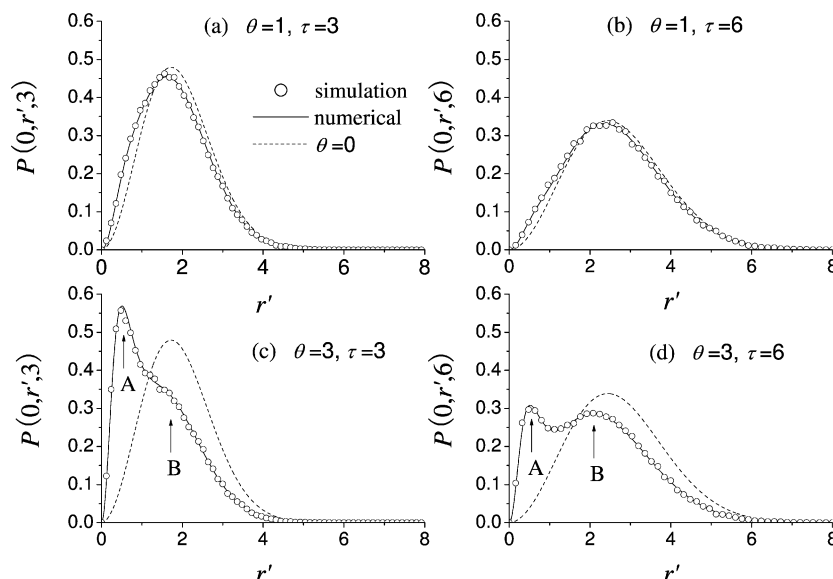 (a) θ=1, τ=3
P(0,r′,3)
0.6
0.5
0.4
0.3
0.2
0.1
0.0
simulation
numerical
θ=0
0 2 4 6 8
r′
(b) θ=1, τ=6
P(0,r′,6)
0.6
0.5
0.4
0.3
0.2
0.1
0.0
0 2 4 6 8
r′
(c) θ=3, τ=3
P(0,r′,3)
0.6
0.5
0.4
0.3
0.2
0.1
0.0
A
B
0 2 4 6 8
r′
(d) θ=3, τ=6
P(0,r′,6)
0.6
0.5
0.4
0.3
0.2
0.1
0.0
A
B
0 2 4 6 8
r′